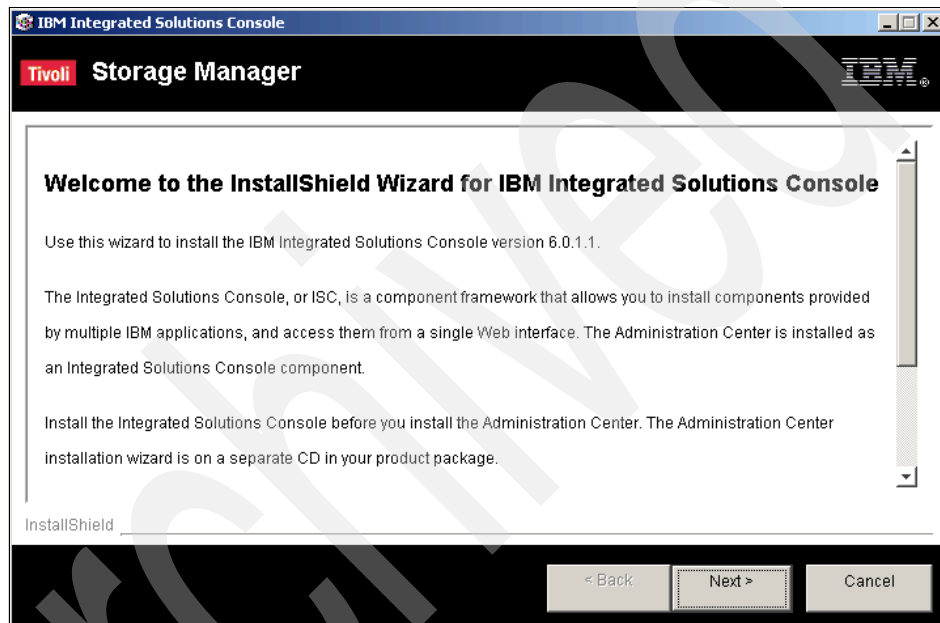 IBM Integrated Solutions Console
Tivoli Storage Manager
IBM®
Welcome to the InstallShield Wizard for IBM Integrated Solutions Console
Use this wizard to install the IBM Integrated Solutions Console version 6.0.1.1.
The Integrated Solutions Console, or ISC, is a component framework that allows you to install components provided
by multiple IBM applications, and access them from a single Web interface. The Administration Center is installed as
an Integrated Solutions Console component.
Install the Integrated Solutions Console before you install the Administration Center. The Administration Center
installation wizard is on a separate CD in your product package.
InstallShield
< Back
Next >
Cancel